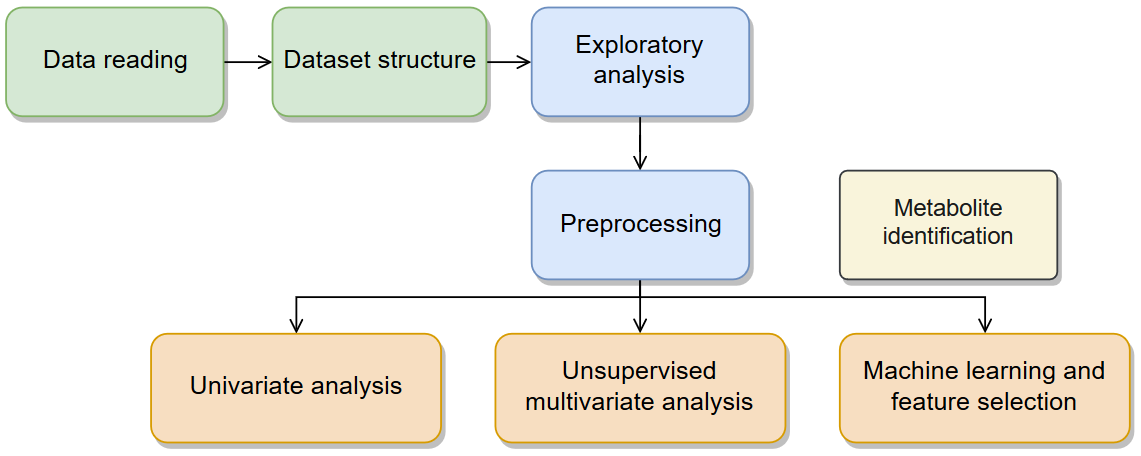 Data reading
Dataset structure
Exploratory
analysis
Preprocessing
Metabolite
identification
Univariate analysis
Unsupervised
multivariate analysis
Machine learning and
feature selection